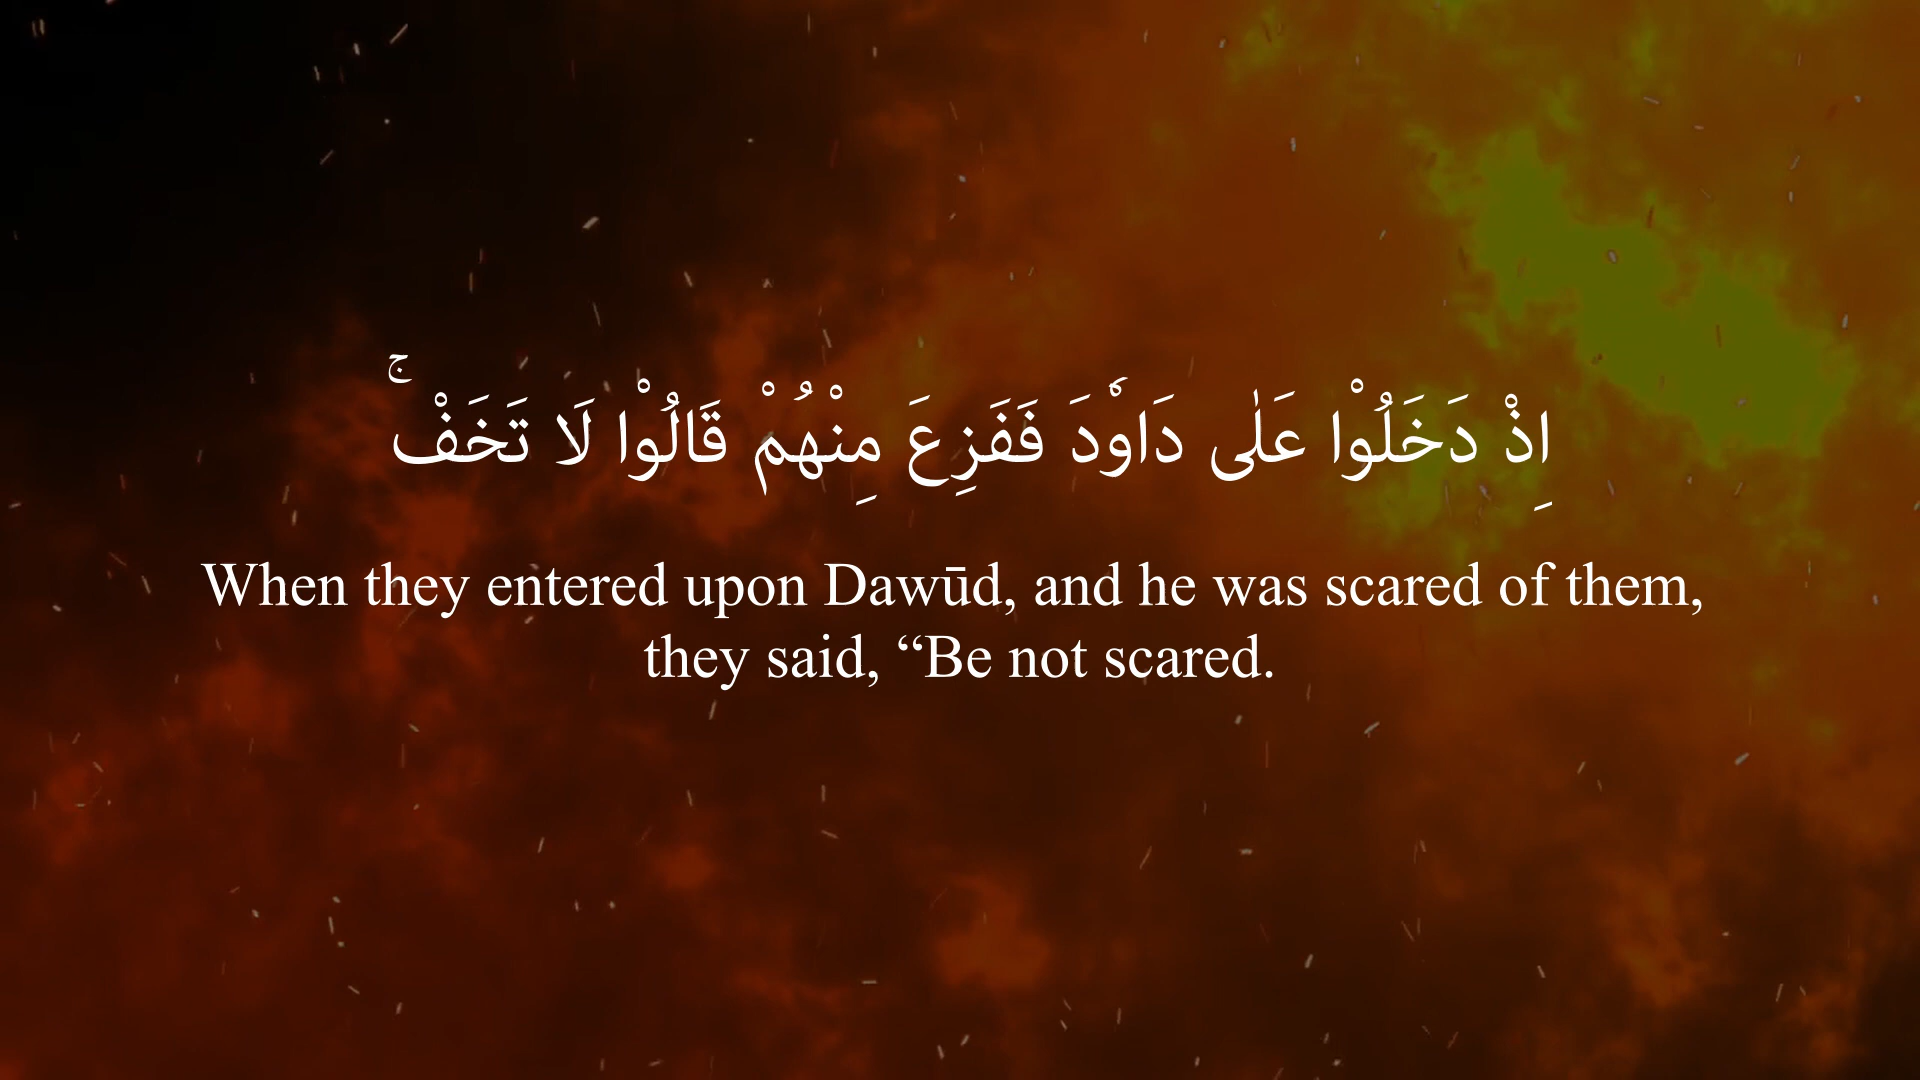 اِذْ دَخَلُوْا عَلٰى دَاوٗدَ فَفَزِعَ مِنْهُمْ قَالُوْا لَا تَخَفْ ۚ
When they entered upon Dawūd, and he was scared of them,
they said, “Be not scared.